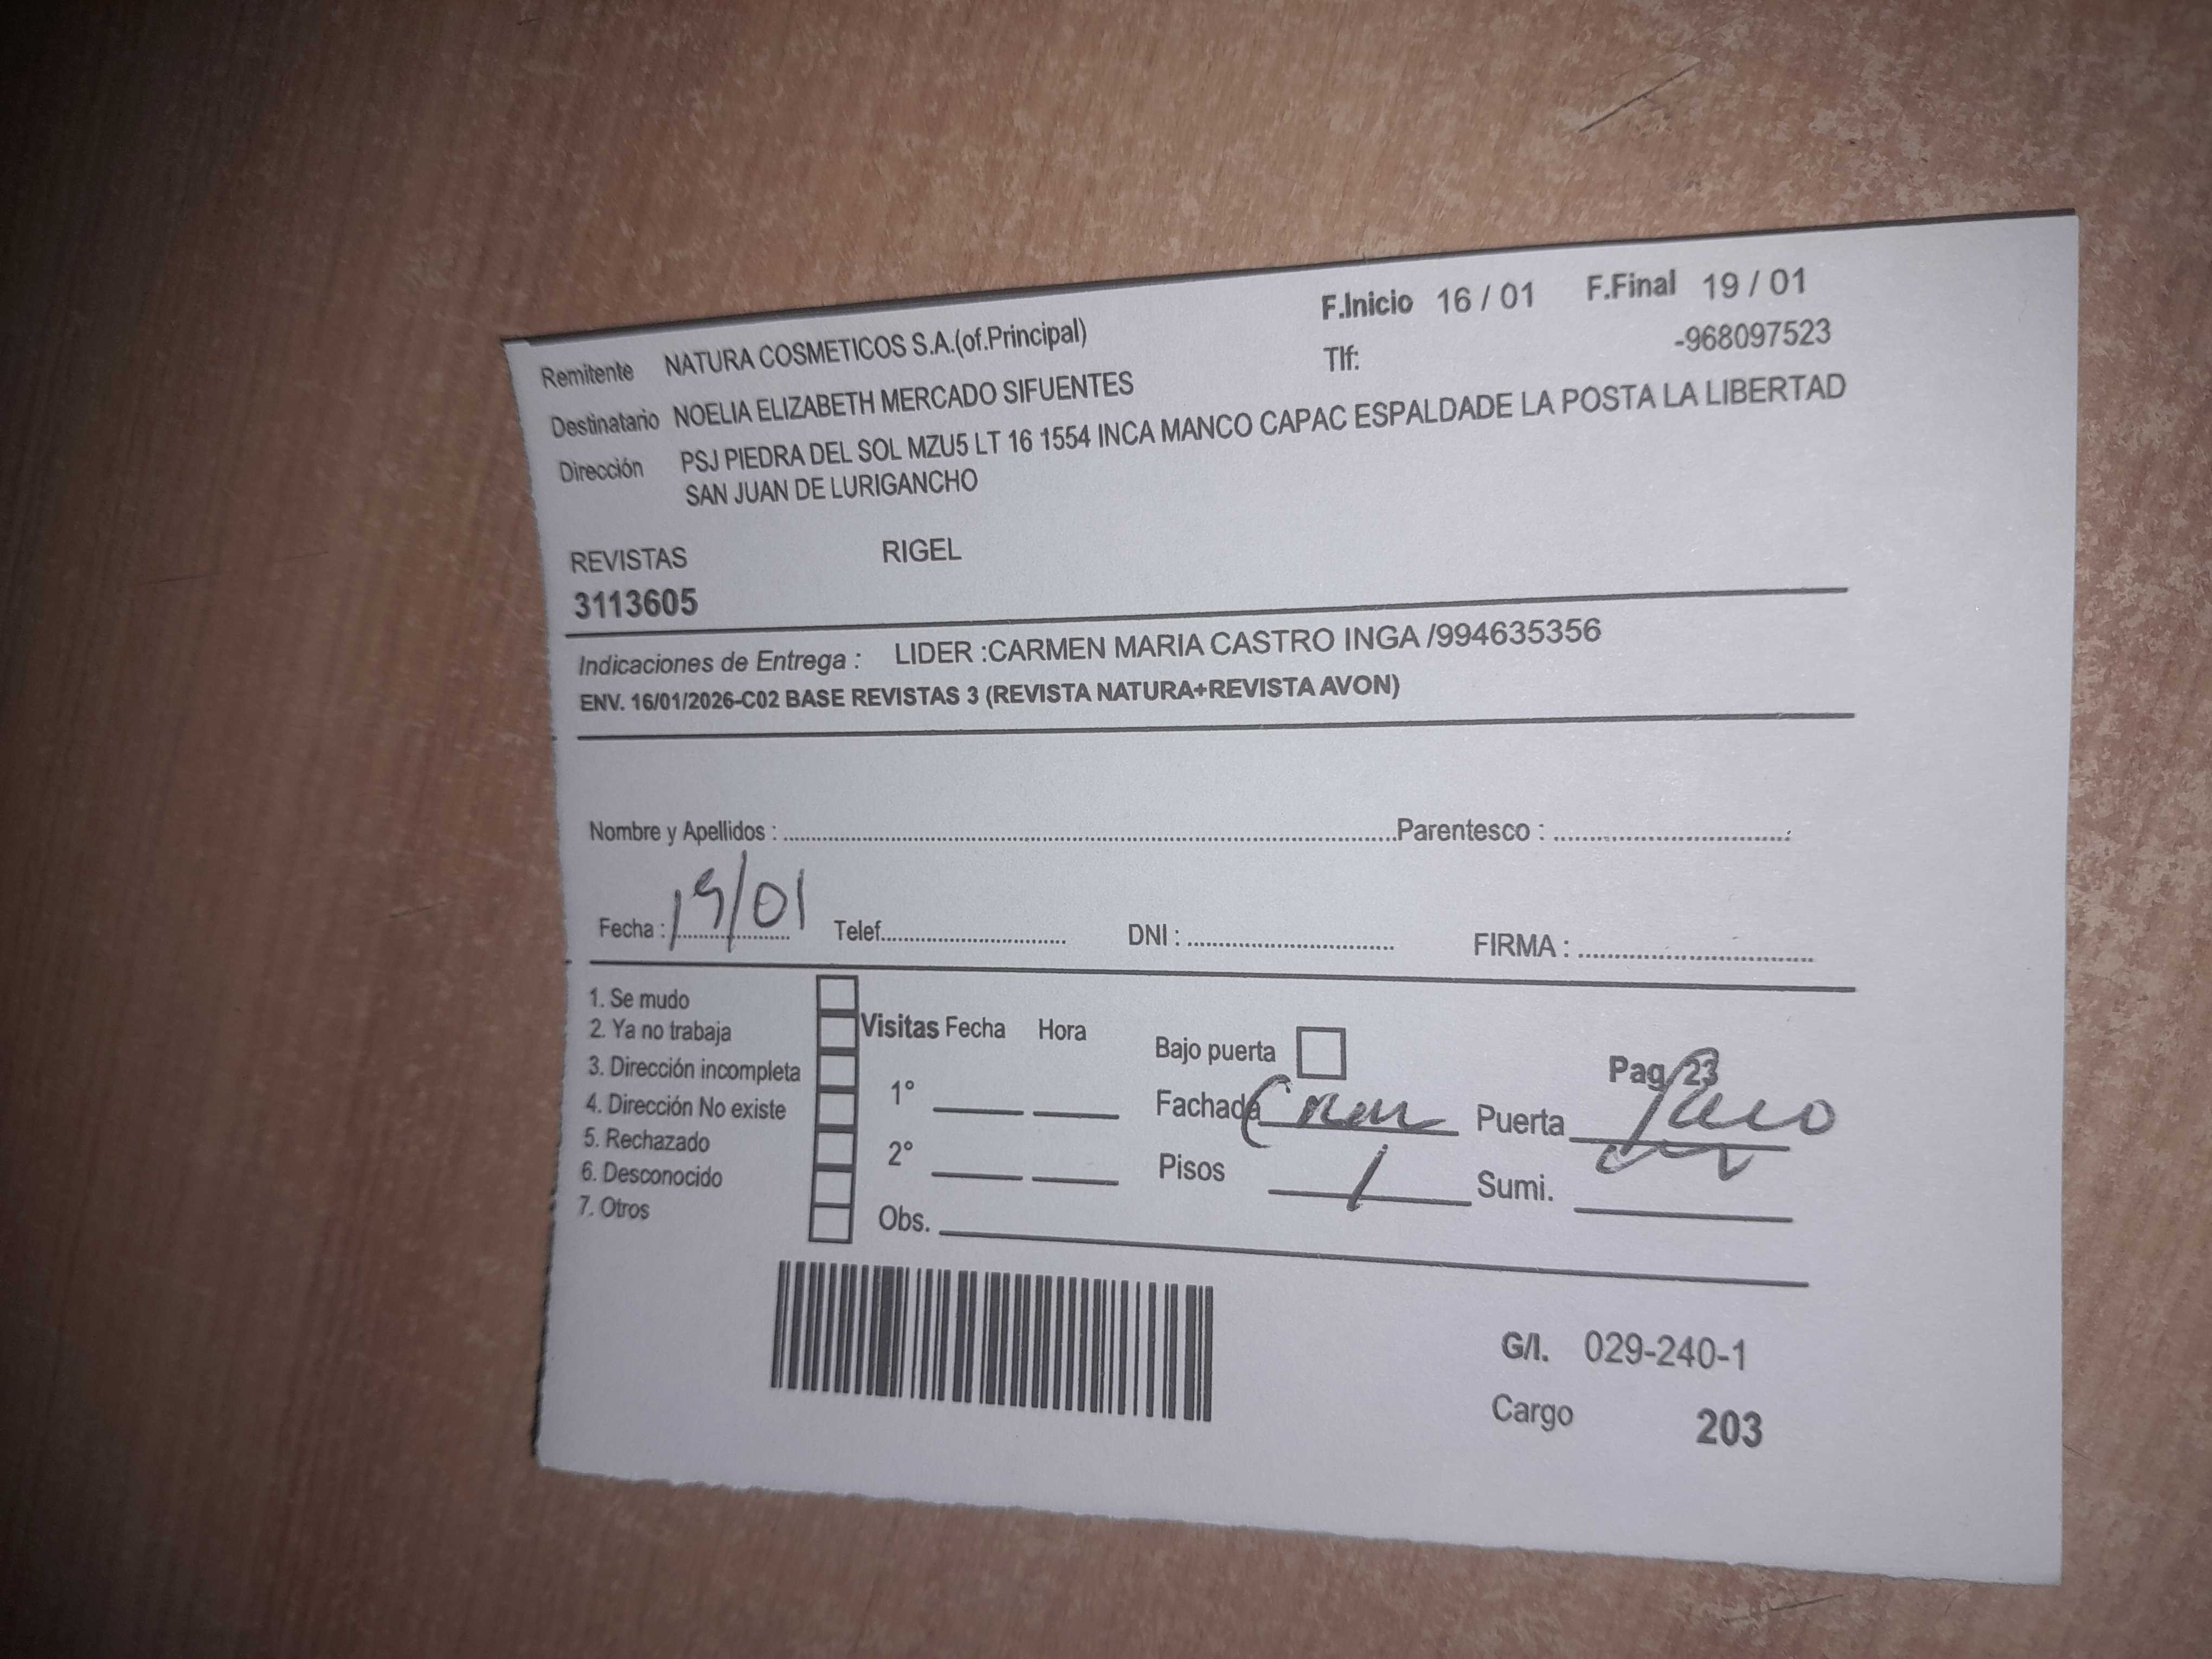 F.Inicio 16 / 01 F.Final 19 / 01
Remitente NATURA COSMETICOS S.A.(of.Principal) Tlf: -968097523
Destinatario NOELIA ELIZABETH MERCADO SIFUENTES
Dirección PSJ PIEDRA DEL SOL MZU5 LT 16 1554 INCA MANCO CAPAC ESPALDADE LA POSTA LA LIBERTAD
SAN JUAN DE LURIGANCHO
REVISTAS RIGEL
3113605
Indicaciones de Entrega : LIDER :CARMEN MARIA CASTRO INGA /994635356
ENV. 16/01/2026-C02 BASE REVISTAS 3 (REVISTA NATURA+REVISTA AVON)
Nombre y Apellidos : Parentesco :
Fecha : 19/01 Telef. DNI : FIRMA :
1. Se mudo
2. Ya no trabaja
3. Dirección incompleta
4. Dirección No existe
5. Rechazado
6. Desconocido
7. Otros
Visitas Fecha Hora
1°
2°
Obs.
Bajo puerta Pag 23
Fachada Puerta
Pisos 1 Sumi.
G/I. 029-240-1
Cargo 203